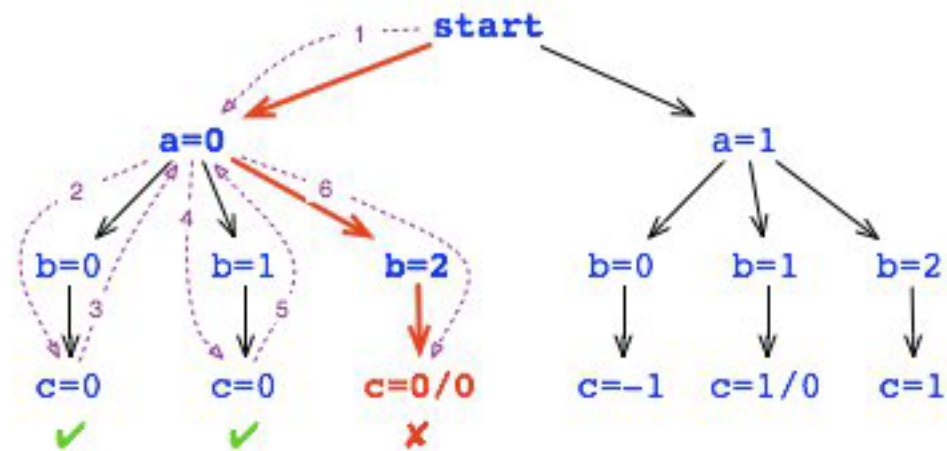 1 start
a=0 a=1
2 4 6
b=0 b=1 b=2 b=0 b=1 b=2
3 5
c=0 c=0 c=0/0 c=-1 c=1/0 c=1
✔ ✔ ✘